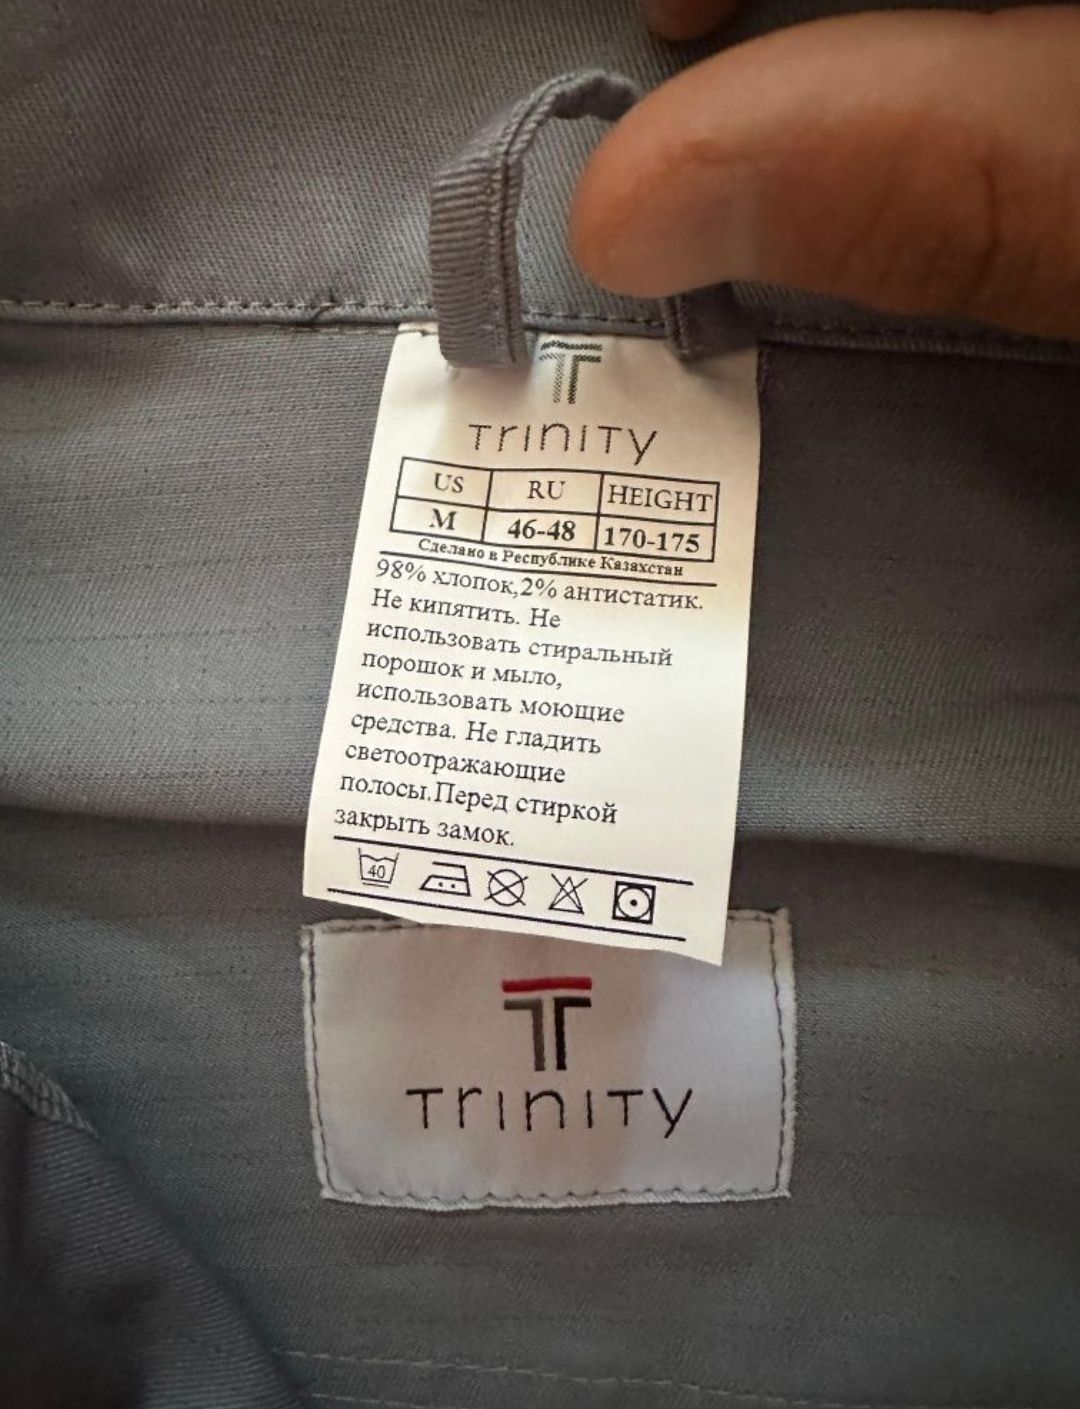 Trinity
US RU HEIGHT
M 46-48 170-175
Сделано в Республике Казахстан
98% хлопок,2% антистатик.
Не кипятить. Не
использовать стиральный
порошок и мыло,
использовать моющие
средства. Не гладить
светоотражающие
полосы.Перед стиркой
закрыть замок.
40
Trinity